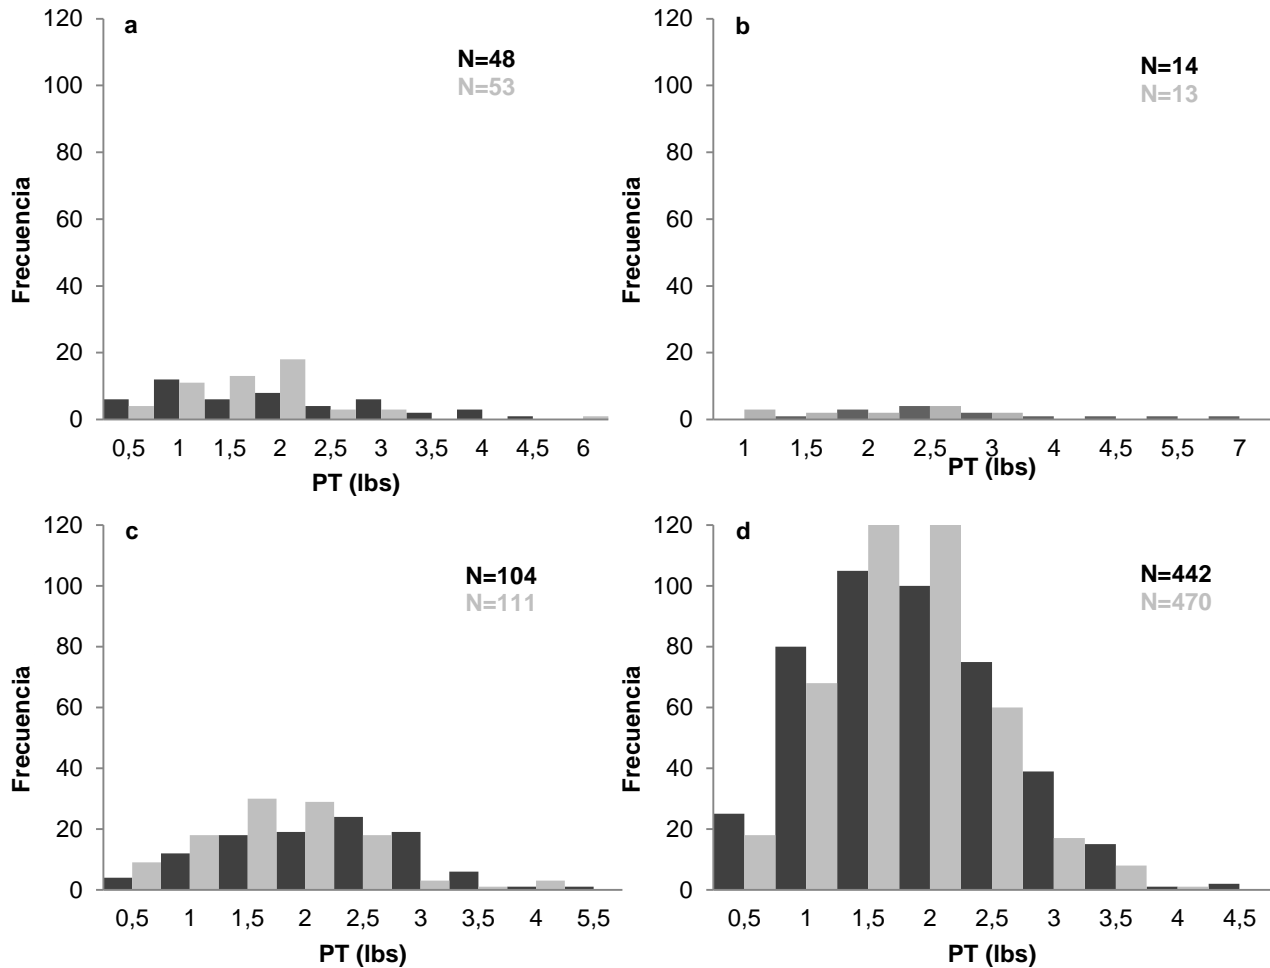 a
N=48
N=53
120
100
80
60
40
20
0
Frecuencia
0,5 1 1,5 2 2,5 3 3,5 4 4,5 6
PT (lbs)
b
N=14
N=13
120
100
80
60
40
20
0
Frecuencia
1 1,5 2 2,5 3 4 4,5 5,5 7
PT (lbs)
c
N=104
N=111
120
100
80
60
40
20
0
Frecuencia
0,5 1 1,5 2 2,5 3 3,5 4 5,5
PT (lbs)
d
N=442
N=470
120
100
80
60
40
20
0
Frecuencia
0,5 1 1,5 2 2,5 3 3,5 4 4,5
PT (lbs)